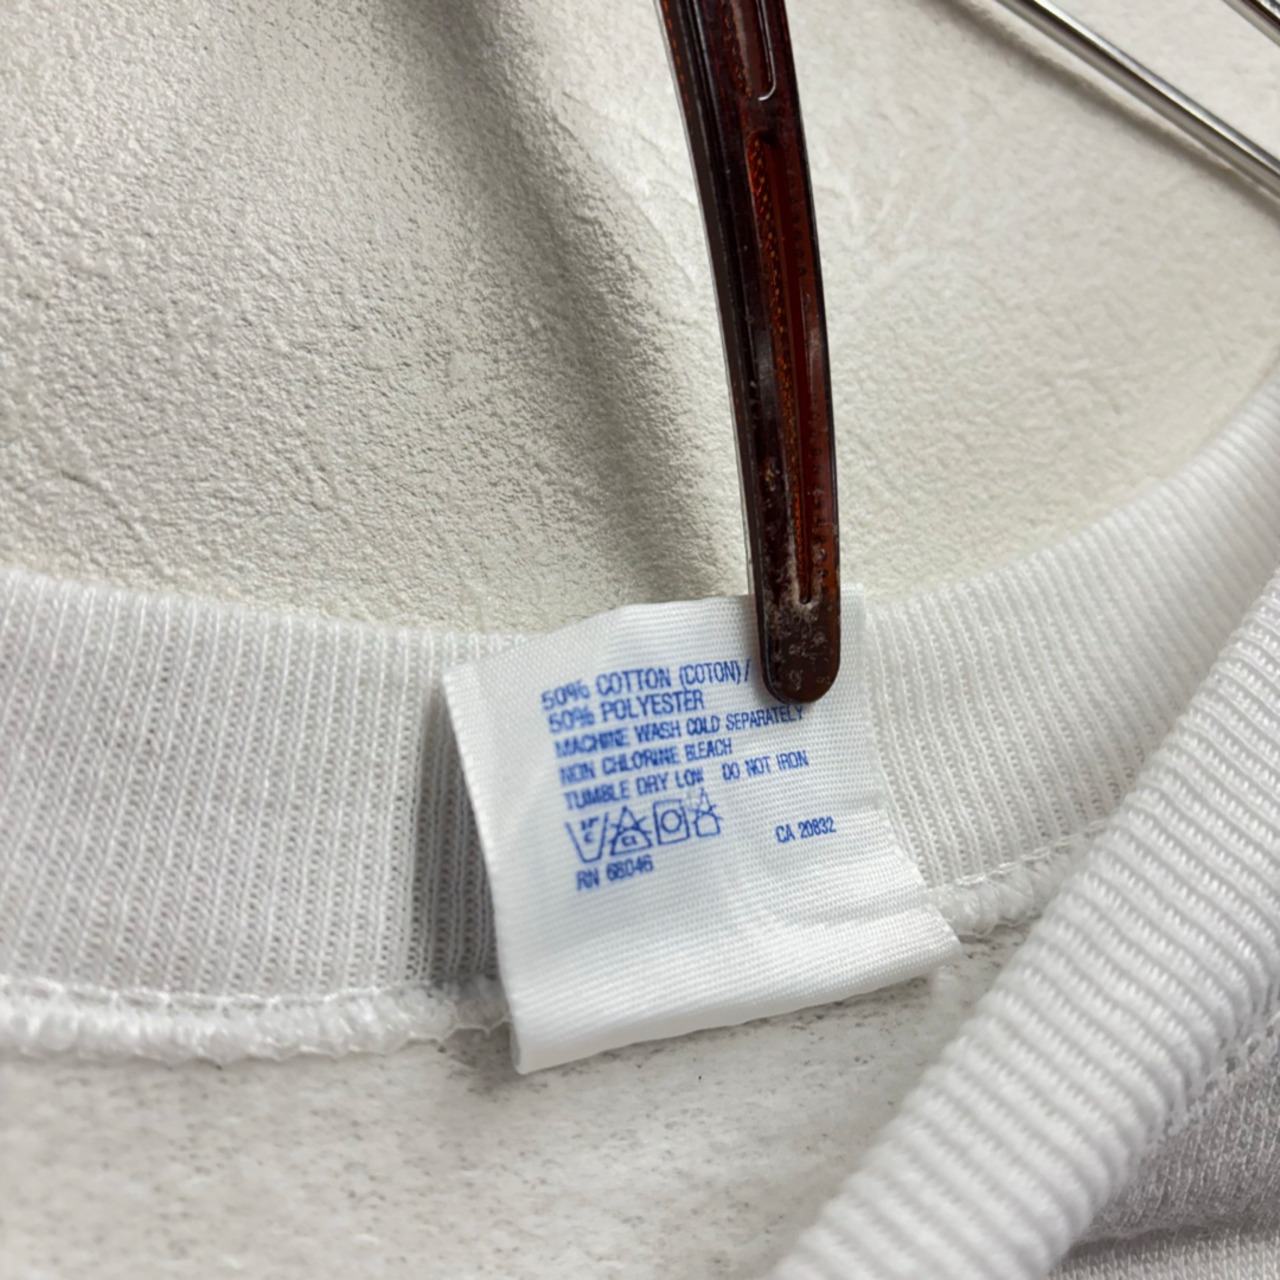 50% COTTON (COTON)/
50% POLYESTER
MACHINE WASH COLD SEPARATELY
NON CHLORINE BLEACH
TUMBLE DRY LOW DO NOT IRON
CA 20832
RN 68046